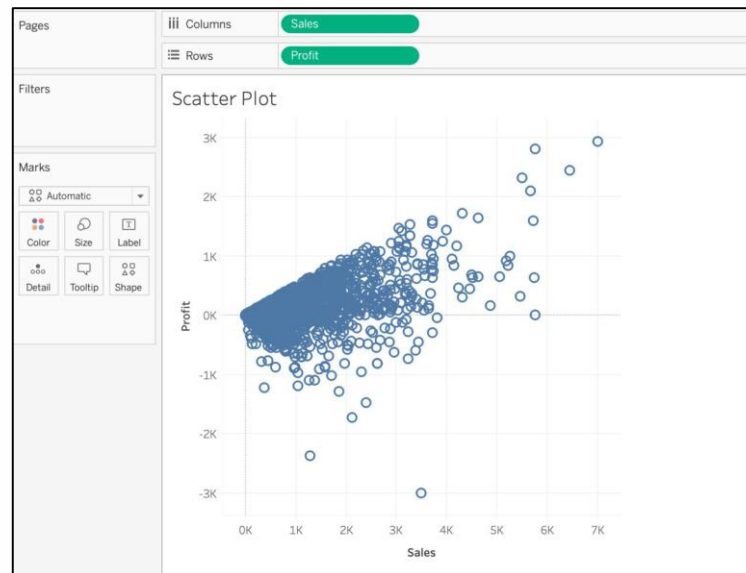 Pages
Columns
Sales
Rows
Profit
Filters
Scatter Plot
Marks
Automatic
Color
Size
Label
Detail
Tooltip
Shape
3K
2K
1K
0K
-1K
-2K
-3K
Profit
0K 1K 2K 3K 4K 5K 6K 7K
Sales